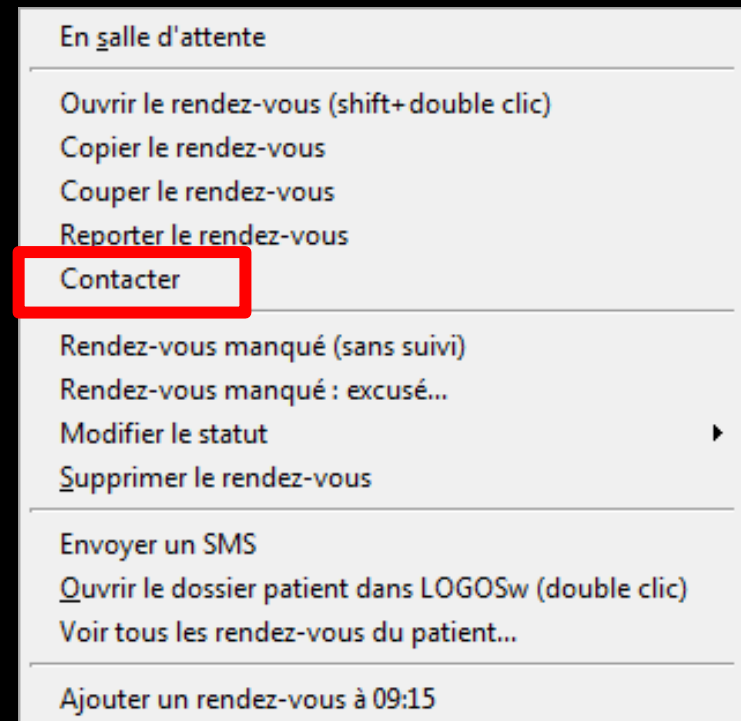 En salle d'attente
Ouvrir le rendez-vous (shift+double clic)
Copier le rendez-vous
Couper le rendez-vous
Reporter le rendez-vous
Contacter
Rendez-vous manqué (sans suivi)
Rendez-vous manqué : excusé...
Modifier le statut
Supprimer le rendez-vous
Envoyer un SMS
Ouvrir le dossier patient dans LOGOSw (double clic)
Voir tous les rendez-vous du patient...
Ajouter un rendez-vous à 09:15